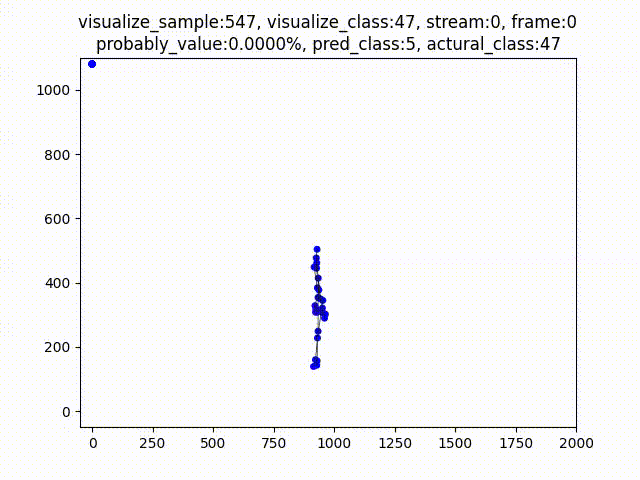 visualize_sample:547, visualize_class:47, stream:0, frame:0
probably_value:0.0000%, pred_class:5, actural_class:47
1000
800
600
400
200
0
0 250 500 750 1000 1250 1500 1750 2000